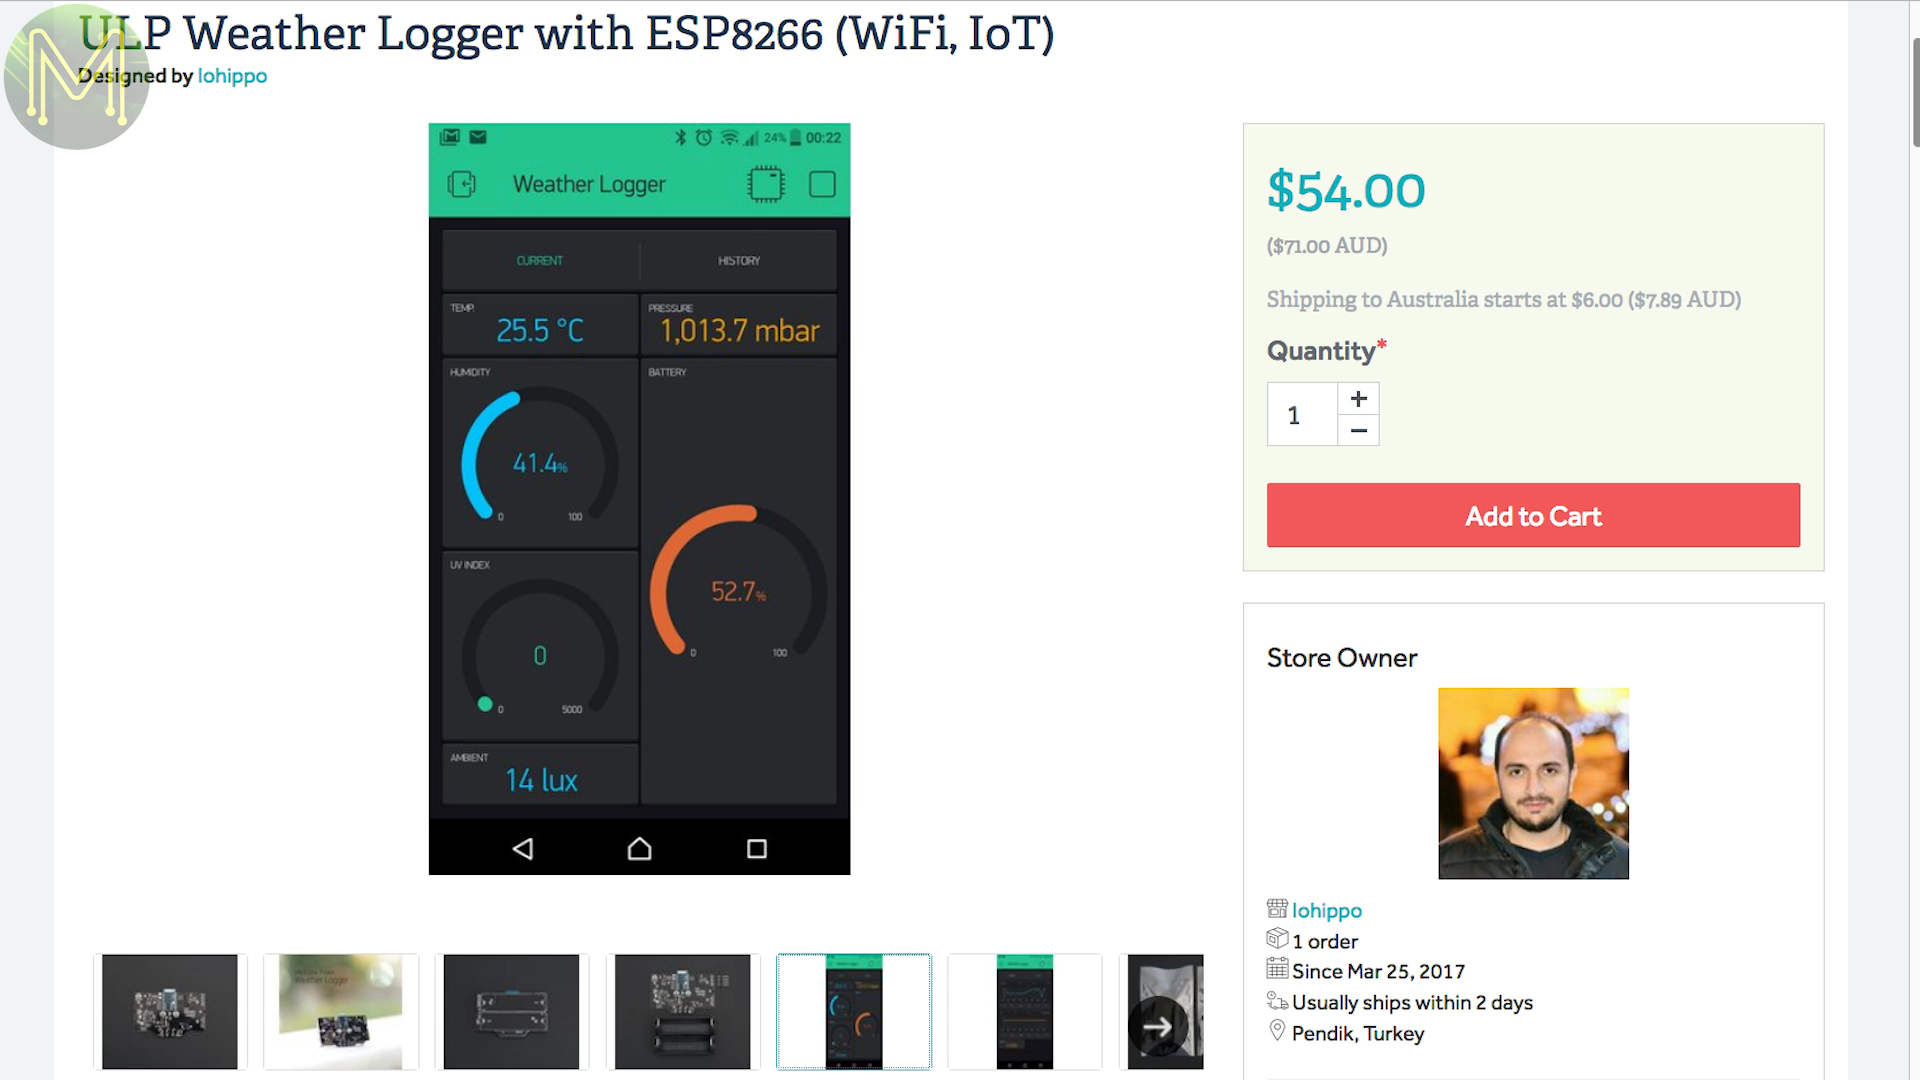 ULP Weather Logger with ESP8266 (WiFi, IoT)
Designed by Iohippo
24% 00:22
Weather Logger
CURRENT
HISTORY
TEMP.
25.5 °C
PRESSURE
1,013.7 mbar
HUMIDITY
41.4%
0
100
BATTERY
52.7%
0
100
UV INDEX
0
0
5000
AMBIENT
14 lux
$54.00
($71.00 AUD)
Shipping to Australia starts at $6.00 ($7.89 AUD)
Quantity*
1
+
−
Add to Cart
Store Owner
Iohippo
1 order
Since Mar 25, 2017
Usually ships within 2 days
Pendik, Turkey
Weather Logger